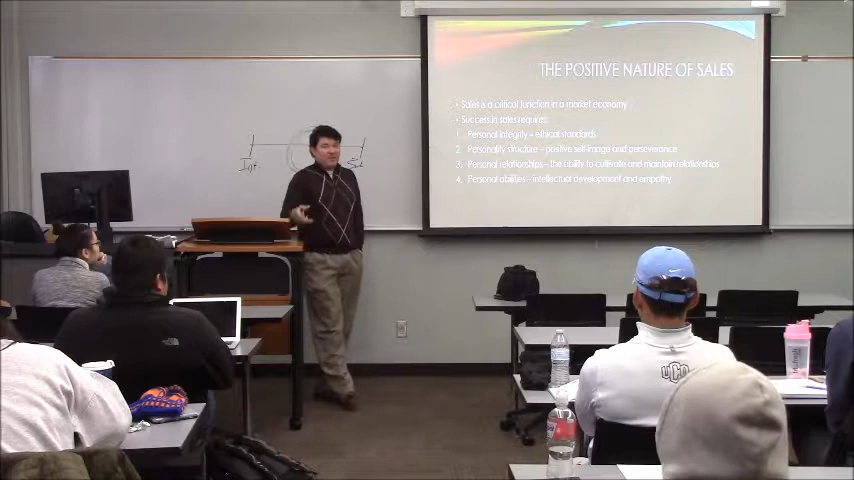 THE POSITIVE NATURE OF SALES
• Sales is a critical function in a market economy
• Success in sales requires:
1. Personal integrity – ethical standards
2. Personality structure – positive self-image and perseverance
3. Personal relationships – the ability to cultivate and maintain relationships
4. Personal abilities – intellectual development and empathy
Int.
UCO